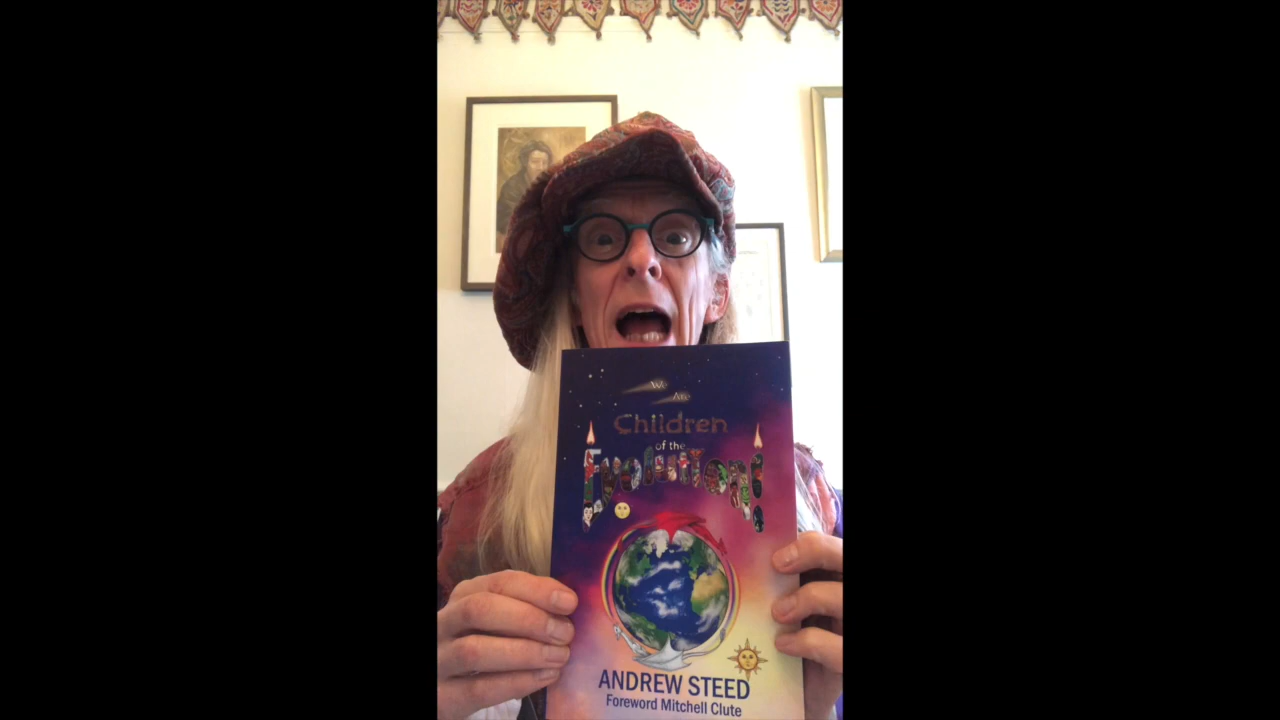 We
Are
Children
of the
Evolution!
ANDREW STEED
Foreword Mitchell Clute